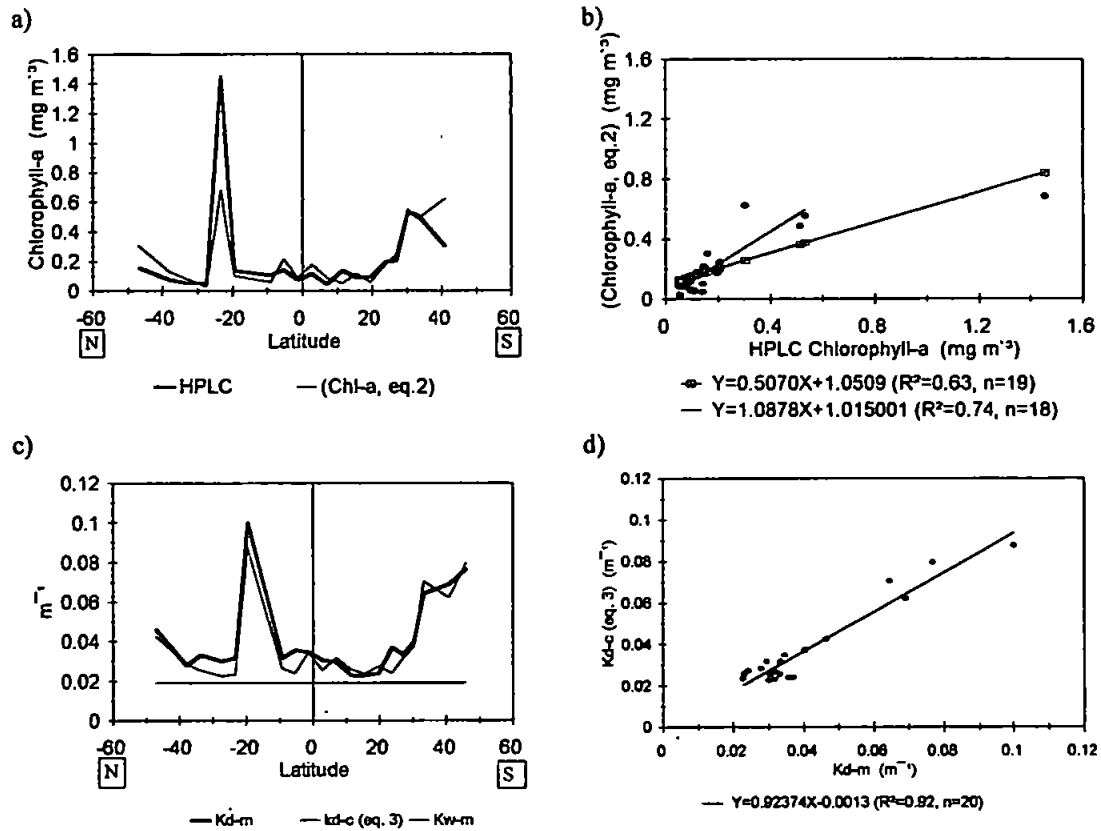 a)
Chlorophyll-a (mg m⁻³)
1.6
1.4
1.2
1
0.8
0.6
0.4
0.2
0
-60 -40 -20 0 20 40 60
N Latitude S
HPLC (Chl-a, eq.2)
b)
(Chlorophyll-a, eq.2) (mg m⁻³)
1.6
1.2
0.8
0.4
0
0 0.4 0.8 1.2 1.6
HPLC Chlorophyll-a (mg m⁻³)
Y=0.5070X+1.0509 (R²=0.63, n=19)
Y=1.0878X+1.015001 (R²=0.74, n=18)
c)
m⁻¹
0.12
0.1
0.08
0.06
0.04
0.02
0
-60 -40 -20 0 20 40 60
N Latitude S
Kd-m kd-c (eq. 3) Kw-m
d)
Kd-c (eq. 3) (m⁻¹)
0.12
0.1
0.08
0.06
0.04
0.02
0
0 0.02 0.04 0.06 0.08 0.1 0.12
Kd-m (m⁻¹)
Y=0.92374X-0.0013 (R²=0.92, n=20)